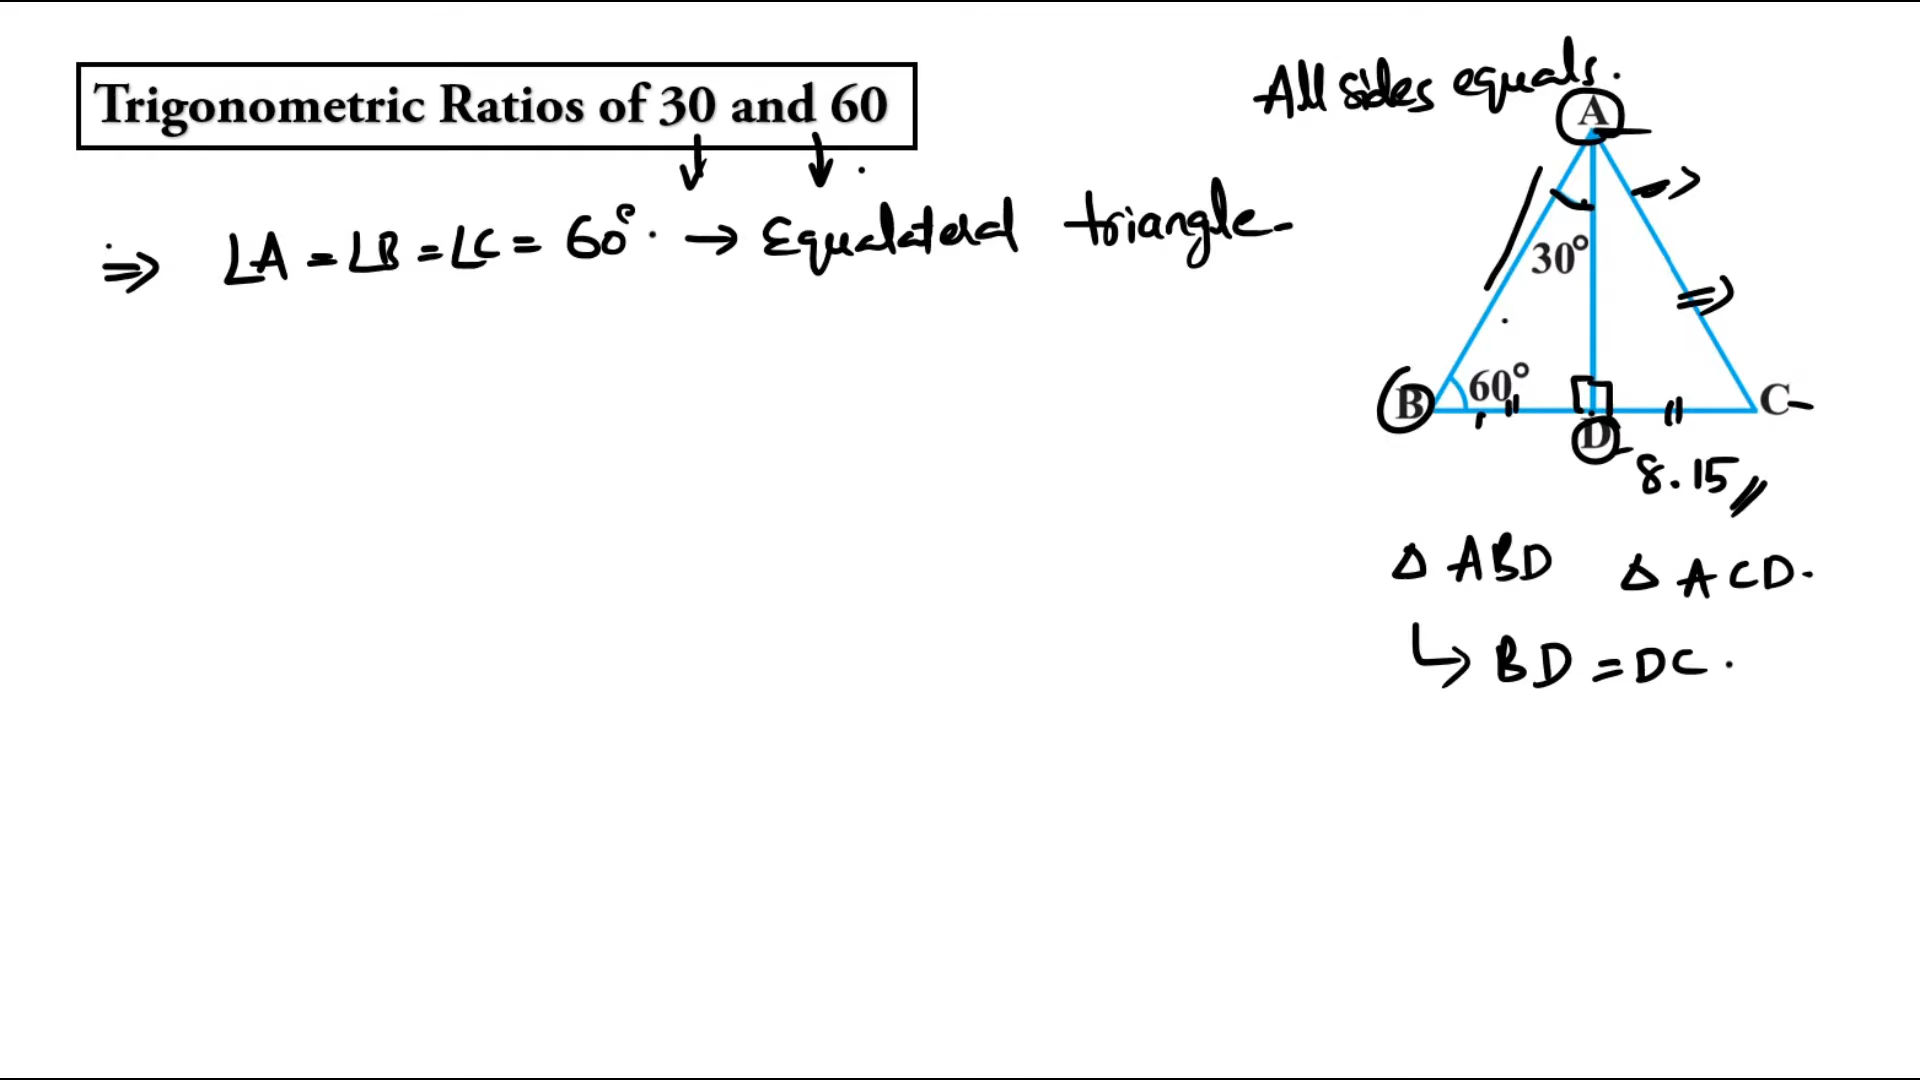 Trigonometric Ratios of 30 and 60
All sides equals.
⇒ ∠A = ∠B = ∠C = 60°. → Equilateral triangle-
A
30°
60°
B
C
D
8.15
Δ ABD Δ ACD.
↳ BD = DC.